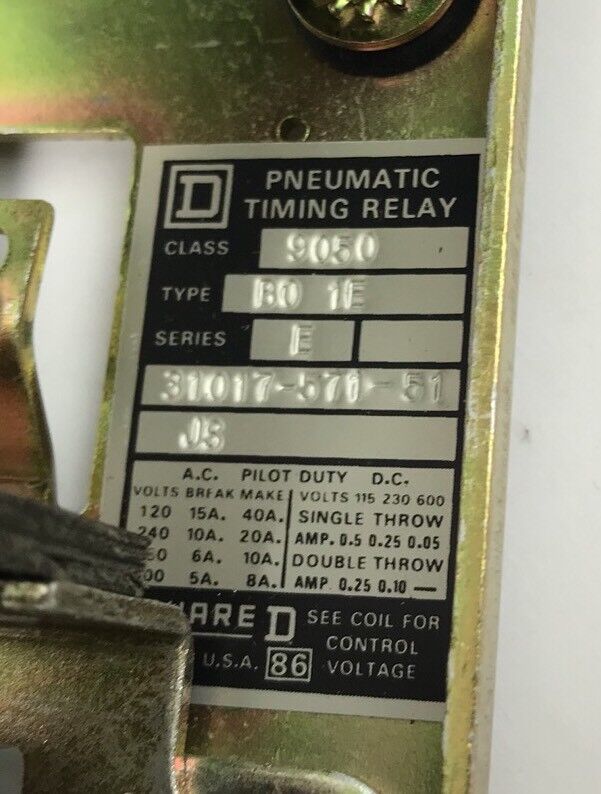 D PNEUMATIC
TIMING RELAY
CLASS 9050
TYPE BO 1E
SERIES E
31017-571-51
JS
A.C. PILOT DUTY D.C.
VOLTS BREAK MAKE VOLTS 115 230 600
120 15A. 40A. SINGLE THROW
240 10A. 20A. AMP. 0.5 0.25 0.05
6A. 10A. DOUBLE THROW
5A. 8A. AMP. 0.25 0.10 —
D SEE COIL FOR
CONTROL
U.S.A. 86 VOLTAGE